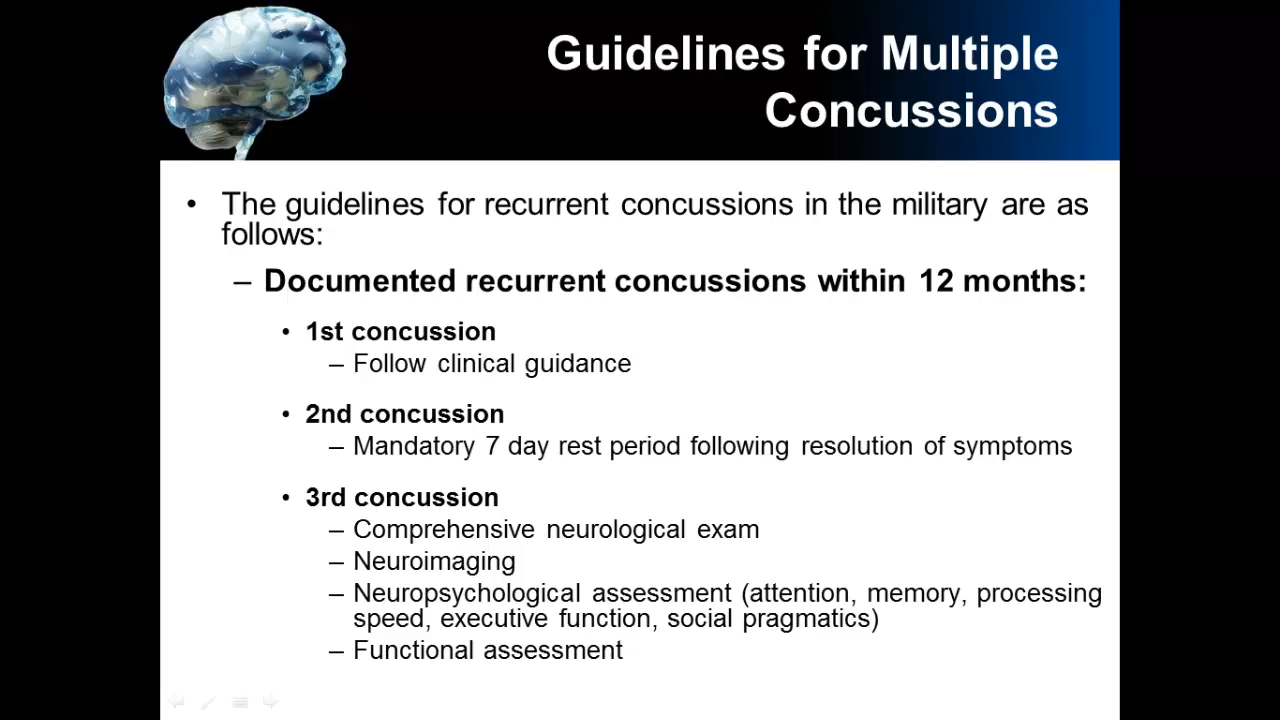 Guidelines for Multiple
Concussions
• The guidelines for recurrent concussions in the military are as
follows:
– Documented recurrent concussions within 12 months:
• 1st concussion
– Follow clinical guidance
• 2nd concussion
– Mandatory 7 day rest period following resolution of symptoms
• 3rd concussion
– Comprehensive neurological exam
– Neuroimaging
– Neuropsychological assessment (attention, memory, processing
speed, executive function, social pragmatics)
– Functional assessment